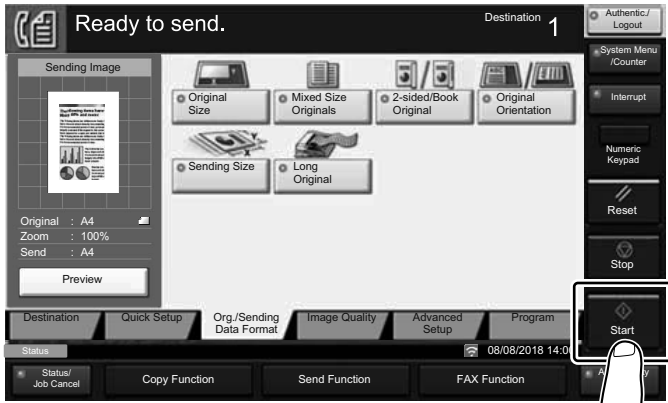 Ready to send.
Destination 1
Authentic./
Logout
System Menu
/Counter
Interrupt
Numeric
Keypad
Reset
Stop
Start
Sending Image
Original : A4
Zoom : 100%
Send : A4
Preview
Original
Size
Mixed Size
Originals
2-sided/Book
Original
Original
Orientation
Sending Size
Long
Original
Destination
Quick Setup
Org./Sending
Data Format
Image Quality
Advanced
Setup
Program
Status
08/08/2018 14:0
Status/
Job Cancel
Copy Function
Send Function
FAX Function